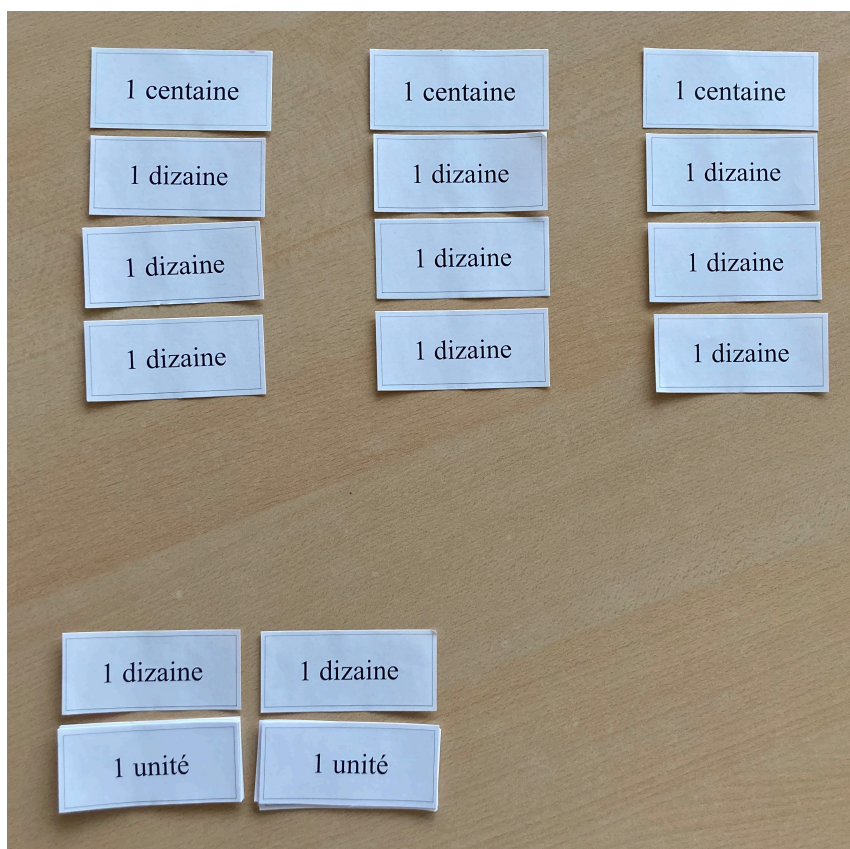 1 centaine 1 centaine 1 centaine
1 dizaine 1 dizaine 1 dizaine
1 dizaine 1 dizaine 1 dizaine
1 dizaine 1 dizaine 1 dizaine
1 dizaine 1 dizaine
1 unité 1 unité